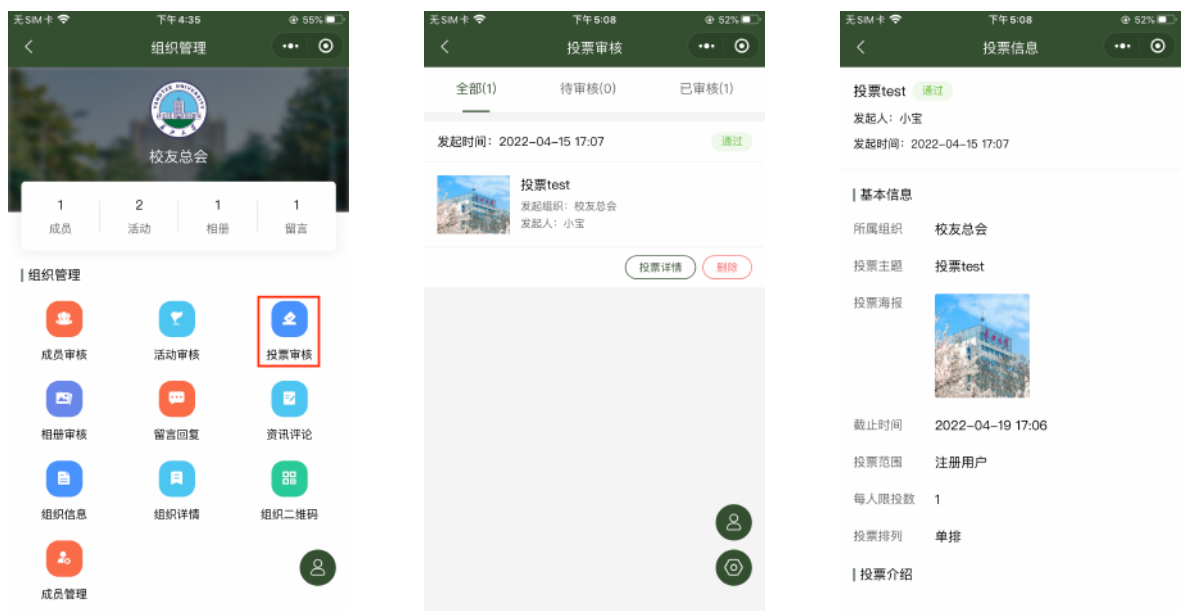 无SIM卡
下午4:35
55%
组织管理
YANGTZE UNIVERSITY
长江大学
校友总会
1 2 1 1
成员 活动 相册 留言
组织管理
成员审核 活动审核 投票审核
相册审核 留言回复 资讯评论
组织信息 组织详情 组织二维码
成员管理
无SIM卡
下午5:08
52%
投票审核
全部(1) 待审核(0) 已审核(1)
发起时间：2022-04-15 17:07 通过
投票test
发起组织：校友总会
发起人：小宝
投票详情 删除
无SIM卡
下午5:08
52%
投票信息
投票test 通过
发起人：小宝
发起时间：2022-04-15 17:07
基本信息
所属组织 校友总会
投票主题 投票test
投票海报
截止时间 2022-04-19 17:06
投票范围 注册用户
每人限投数 1
投票排列 单排
投票介绍